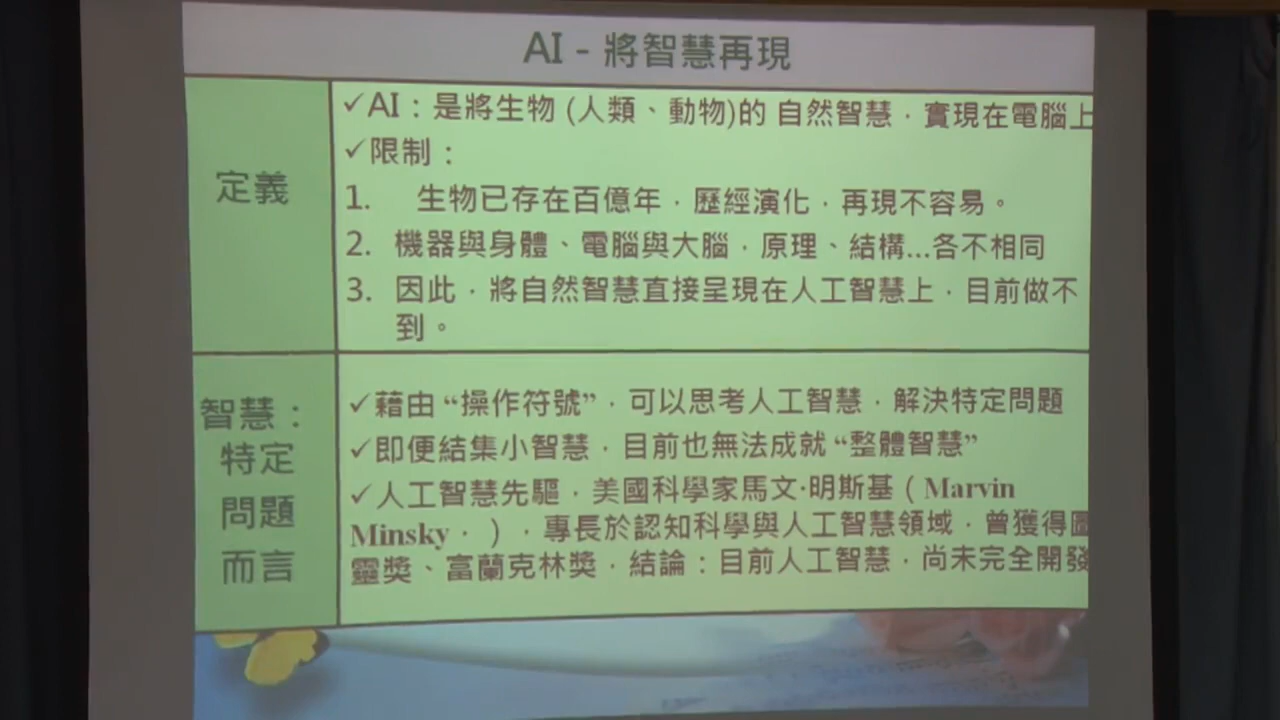 AI - 將智慧再現
定義
✓AI：是將生物 (人類、動物)的 自然智慧，實現在電腦上
✓限制：
1. 生物已存在百億年，歷經演化，再現不容易。
2. 機器與身體、電腦與大腦，原理、結構...各不相同
3. 因此，將自然智慧直接呈現在人工智慧上，目前做不
到。
智慧：
特定
問題
而言
✓藉由 “操作符號”，可以思考人工智慧，解決特定問題
✓即便結集小智慧，目前也無法成就 “整體智慧”
✓人工智慧先驅，美國科學家馬文·明斯基（Marvin
Minsky，），專長於認知科學與人工智慧領域，曾獲得圖
靈獎、富蘭克林獎，結論：目前人工智慧，尚未完全開發